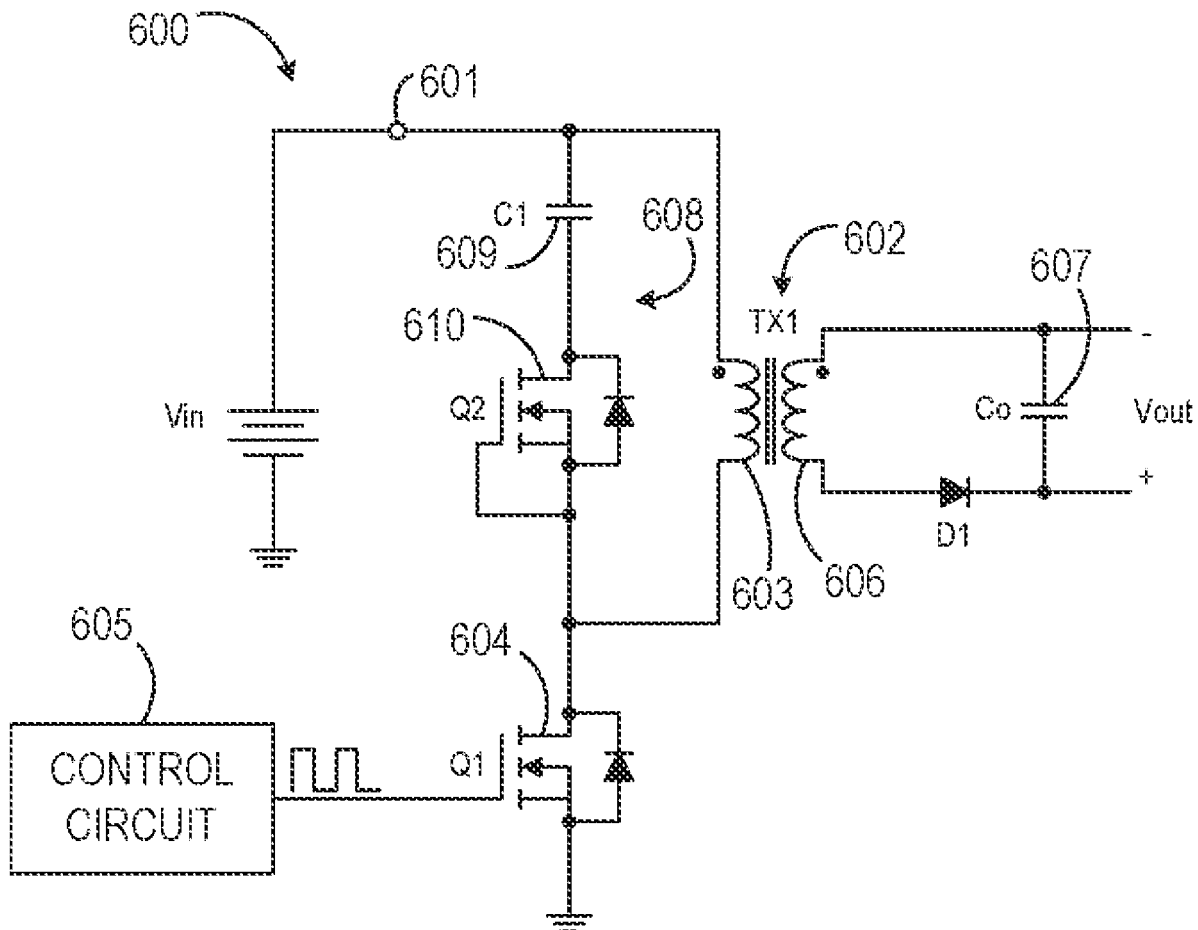 600
601
C1
609
608
602
607
610
TX1
-
Vin
Q2
Co
Vout
+
D1
603
606
605
604
CONTROL
CIRCUIT
Q1